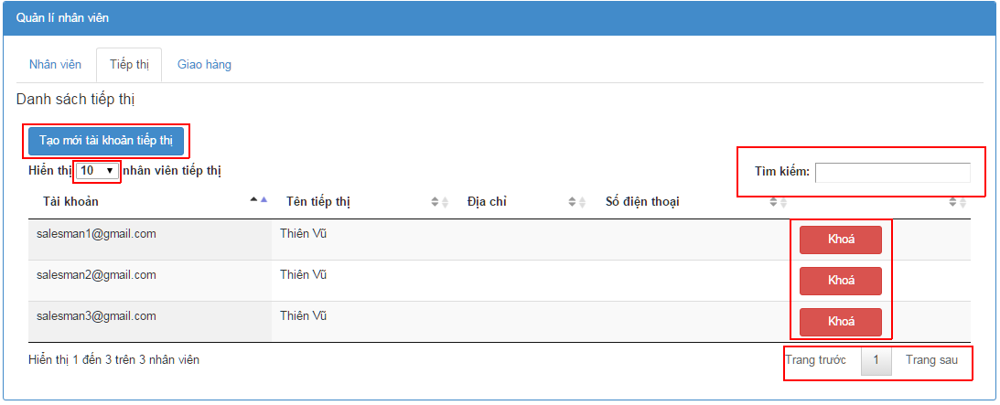 Quản lí nhân viên
Nhân viên Tiếp thị Giao hàng
Danh sách tiếp thị
Tạo mới tài khoản tiếp thị
Hiển thị 10 nhân viên tiếp thị Tìm kiếm:
Tài khoản Tên tiếp thị Địa chỉ Số điện thoại
salesman1@gmail.com Thiên Vũ Khoá
salesman2@gmail.com Thiên Vũ Khoá
salesman3@gmail.com Thiên Vũ Khoá
Hiển thị 1 đến 3 trên 3 nhân viên Trang trước 1 Trang sau